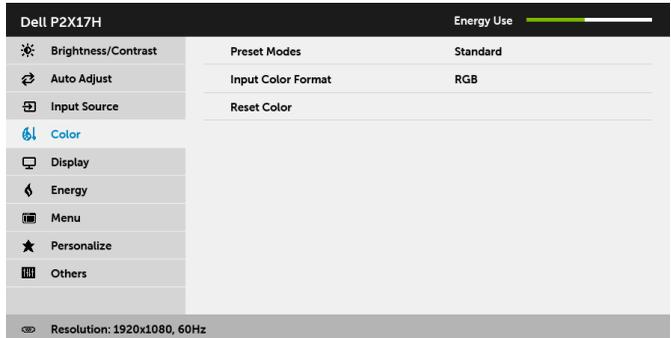 Dell P2X17H Energy Use
Brightness/Contrast Preset Modes Standard
Auto Adjust Input Color Format RGB
Input Source Reset Color
Color
Display
Energy
Menu
Personalize
Others
Resolution: 1920x1080, 60Hz